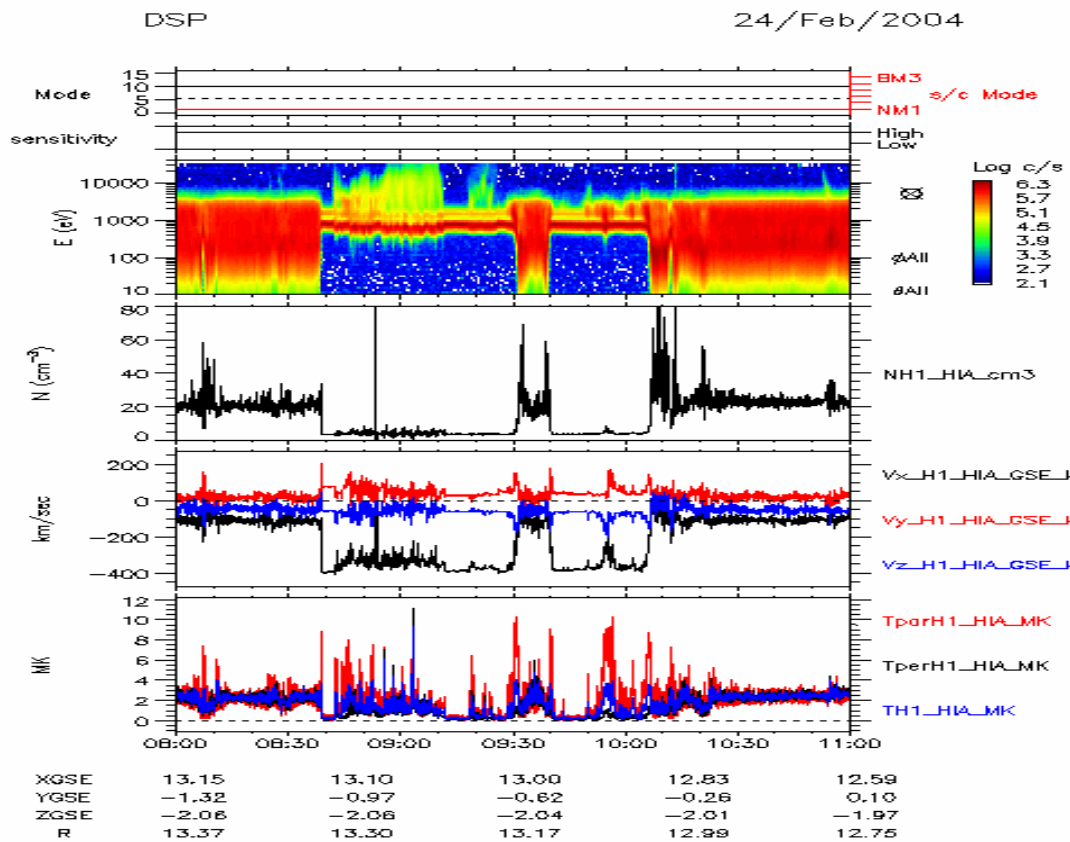 DSP 24/Feb/2004
15
10
5
0
Mode
BM3
NM1
s/c Mode
sensitivity
High
Low
10000
1000
100
10
E (eV)
φAll
θAll
Log c/s
6.3
5.7
5.1
4.5
3.9
3.3
2.7
2.1
80
60
40
20
0
N (cm⁻³)
NH1_HIA_cm3
200
0
-200
-400
km/sec
Vx_H1_HIA_GSE_
Vy_H1_HIA_GSE_
Vz_H1_HIA_GSE_
12
10
8
6
4
2
0
MK
TparH1_HIA_MK
TperH1_HIA_MK
TH1_HIA_MK
08:00 08:30 09:00 09:30 10:00 10:30 11:00
XGSE 13.15 13.10 13.00 12.83 12.59
YGSE -1.32 -0.97 -0.62 -0.26 0.10
ZGSE -2.06 -2.06 -2.04 -2.01 -1.97
R 13.37 13.30 13.17 12.99 12.75